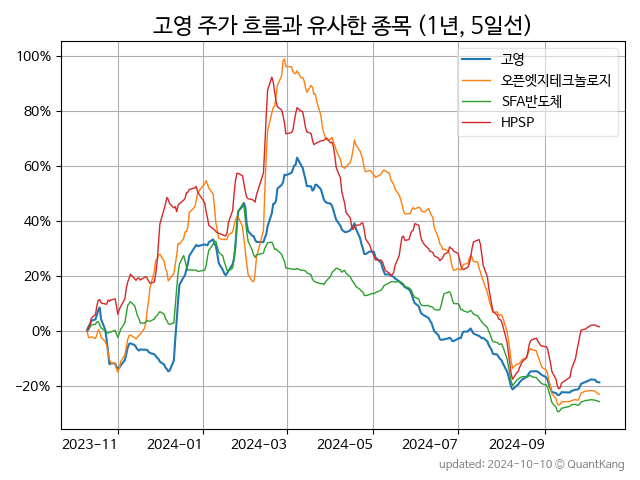 고영 주가 흐름과 유사한 종목 (1년, 5일선)
고영
오픈엣지테크놀로지
SFA반도체
HPSP
100%
80%
60%
40%
20%
0%
−20%
2023-11
2024-01
2024-03
2024-05
2024-07
2024-09
updated: 2024-10-10 © QuantKang